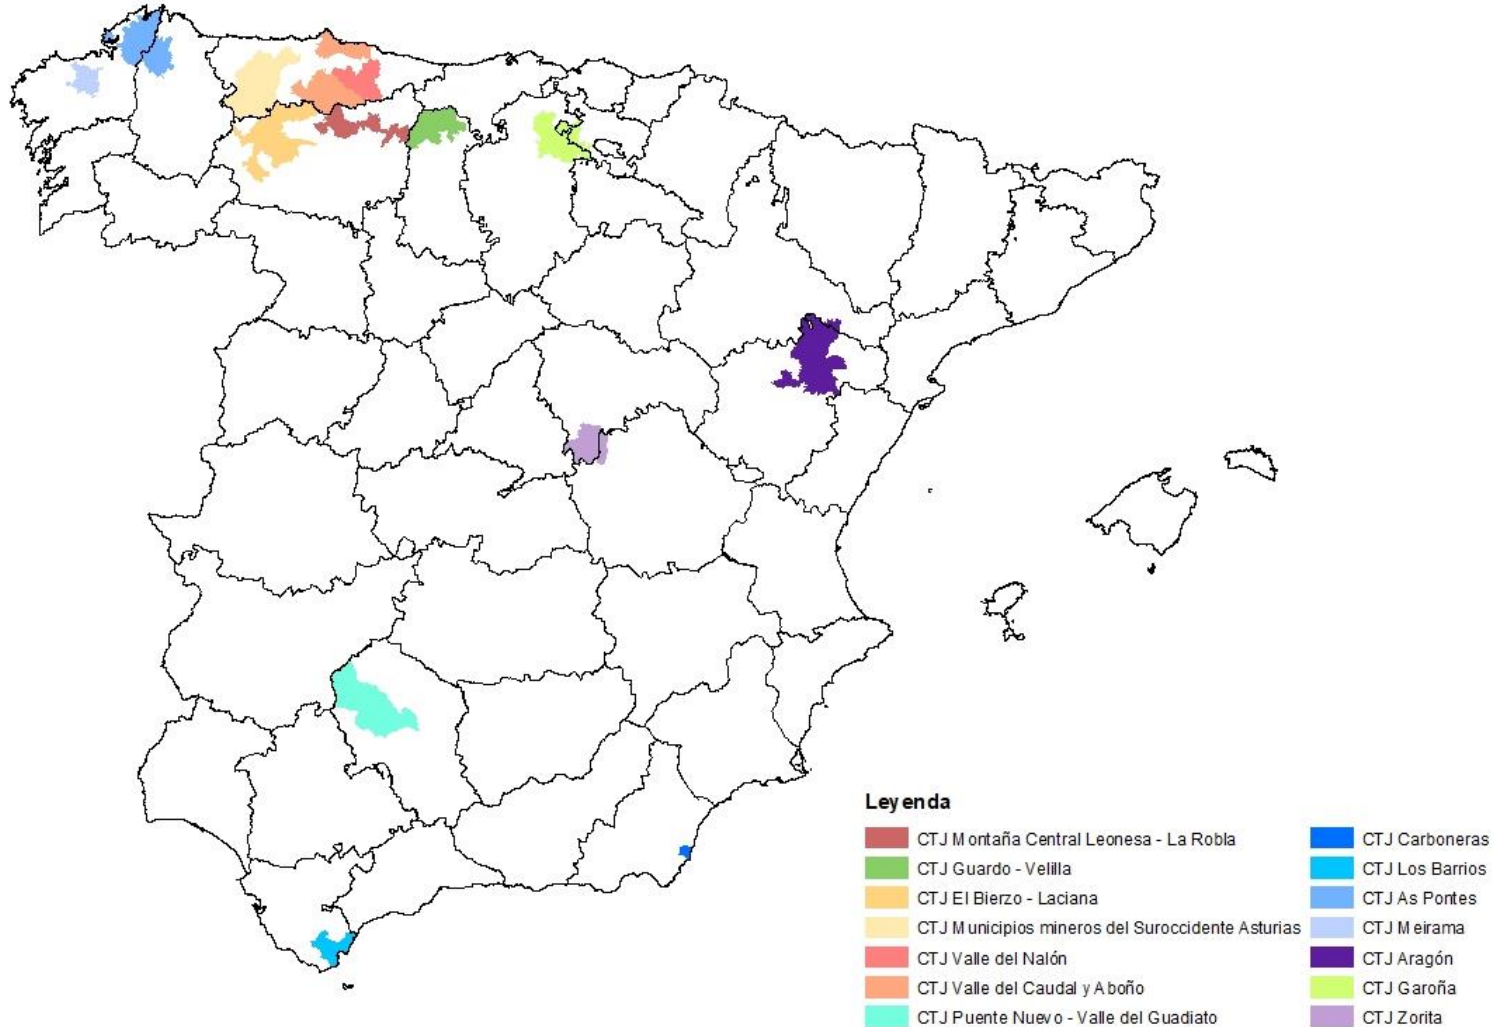 Leyenda
CTJ Montaña Central Leonesa - La Robla
CTJ Guardo - Velilla
CTJ El Bierzo - Laciana
CTJ Municipios mineros del Suroccidente Asturias
CTJ Valle del Nalón
CTJ Valle del Caudal y Aboño
CTJ Puente Nuevo - Valle del Guadiato
CTJ Carboneras
CTJ Los Barrios
CTJ As Pontes
CTJ Meirama
CTJ Aragón
CTJ Garoña
CTJ Zorita